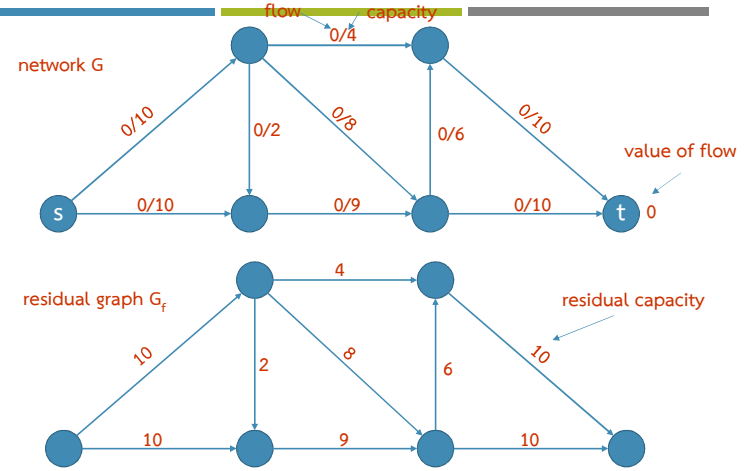 flow
capacity
0/4
network G
0/10
0/2
0/8
0/6
0/10
value of flow
s
0/10
0/9
0/10
t
0
4
residual graph Gf
residual capacity
10
2
8
6
10
10
9
10